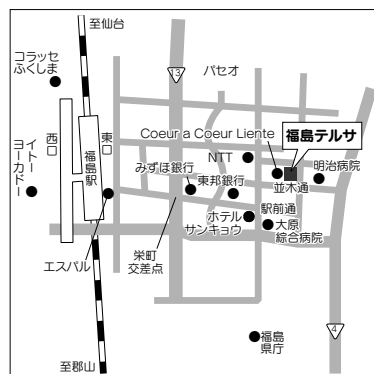 至仙台
コラッセ
ふくしま
13
パセオ
Coeur a Coeur Liente
福島テルサ
西口
東口
福島駅
イトー
ヨーカドー
NTT
明治病院
みずほ銀行
東邦銀行
並木通
駅前通
ホテル
サンキョウ
大原
綜合病院
エスパル
栄町
交差点
4
福島
県庁
至郡山